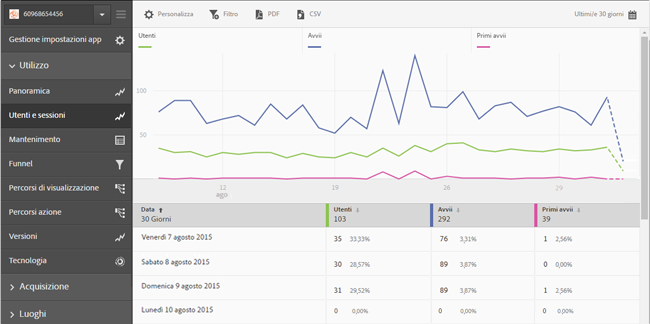 60968654456
Personalizza
Filtro
PDF
CSV
Ultimi/e 30 giorni
Gestione impostazioni app
Utilizzo
Panoramica
Utenti e sessioni
Mantenimento
Funnel
Percorsi di visualizzazione
Percorsi azione
Versioni
Tecnologia
Acquisizione
Luoghi
Utenti
Avvii
Primi avvii
100
50
12
ago
19
26
29
Data
30 Giorni
Utenti
103
Avvii
292
Primi avvii
39
Venerdì 7 agosto 2015 35 33,33% 76 3,31% 1 2,56%
Sabato 8 agosto 2015 30 28,57% 89 3,87% 0 0,00%
Domenica 9 agosto 2015 31 29,52% 89 3,87% 1 2,56%
Lunedì 10 agosto 2015 0 0,00% 0 0,00% 0 0,00%